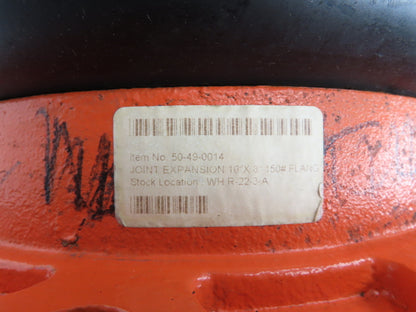 Item No. 50-49-0014
JOINT EXPANSION 10"X 8" 150# FLANG
Stock Location : WH R-22-3-A